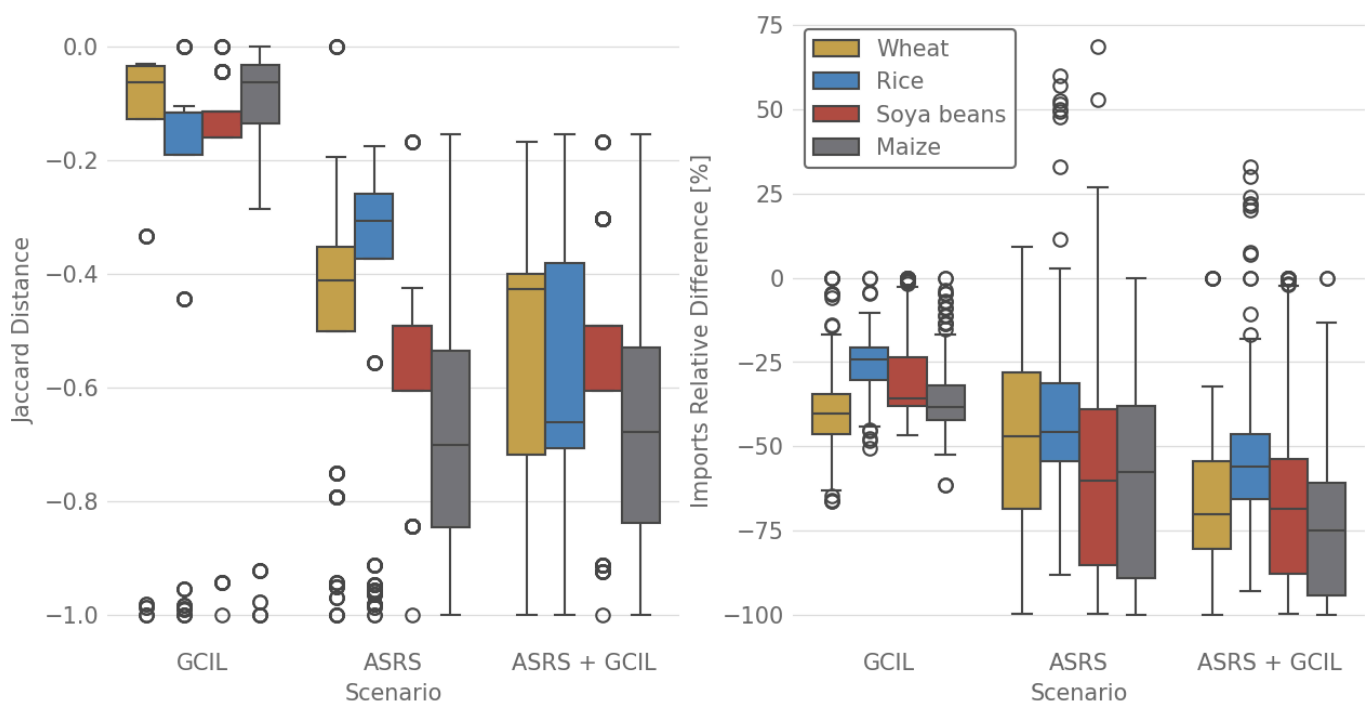 Jaccard Distance
0.0
−0.2
−0.4
−0.6
−0.8
−1.0
GCIL
ASRS
ASRS + GCIL
Scenario
Imports Relative Difference [%]
75
50
25
0
−25
−50
−75
−100
Wheat
Rice
Soya beans
Maize
GCIL
ASRS
ASRS + GCIL
Scenario